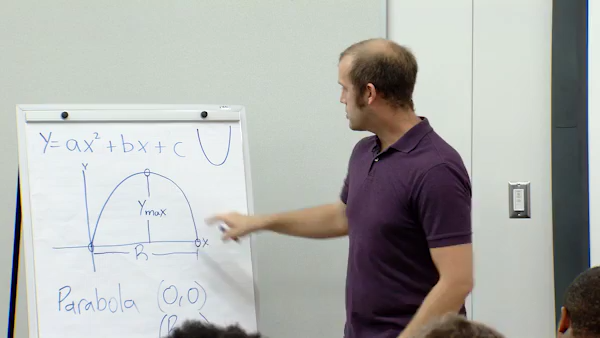 Y=ax²+bx+c
Y
Ymax
X
R
Parabola (0,0)
(R